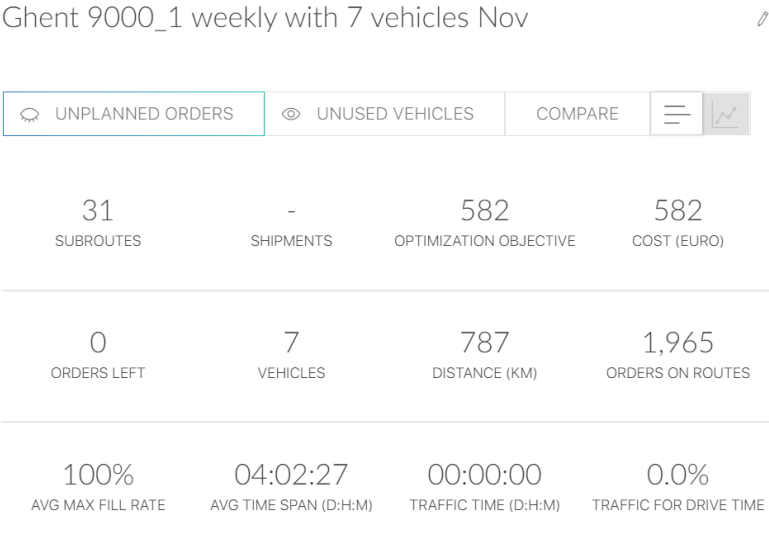 Ghent 9000_1 weekly with 7 vehicles Nov
UNPLANNED ORDERS UNUSED VEHICLES COMPARE
31 - 582 582
SUBROUTES SHIPMENTS OPTIMIZATION OBJECTIVE COST (EURO)
0 7 787 1,965
ORDERS LEFT VEHICLES DISTANCE (KM) ORDERS ON ROUTES
100% 04:02:27 00:00:00 0.0%
AVG MAX FILL RATE AVG TIME SPAN (D:H:M) TRAFFIC TIME (D:H:M) TRAFFIC FOR DRIVE TIME